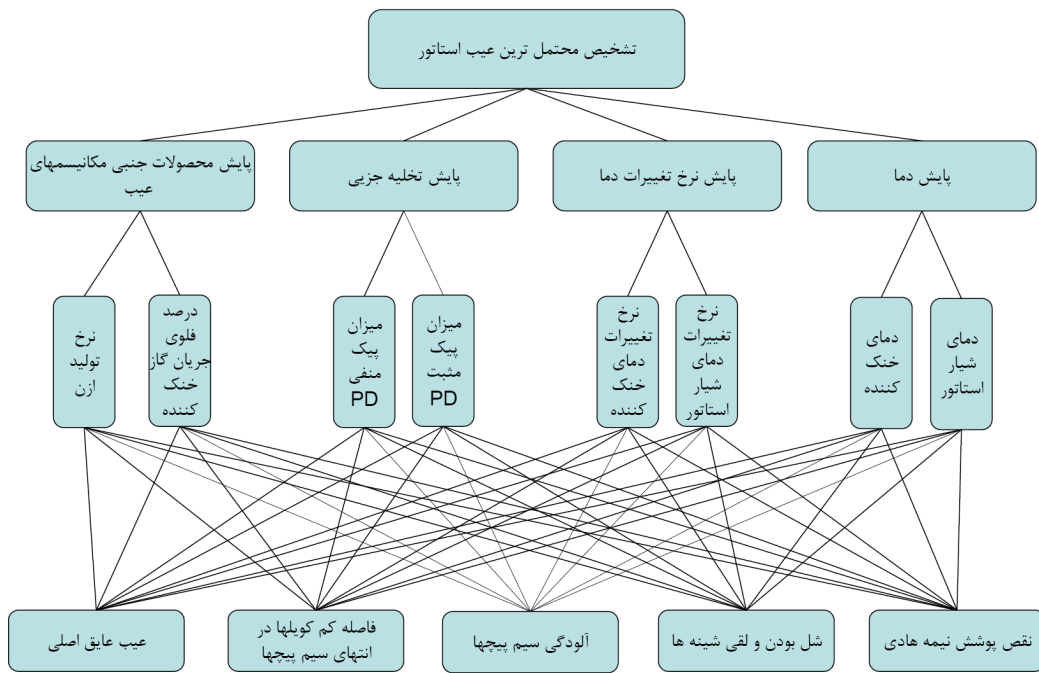 تشخیص محتمل ترین عیب استاتور
پایش دما
پایش نرخ تغییرات دما
پایش تخلیه جزیی
پایش محصولات جنبی مکانیسمهای
عیب
دمای
شیار
استاتور
دمای
خنک
کننده
نرخ
تغییرات
دمای
شیار
استاتور
نرخ
تغییرات
دمای
خنک
کننده
میزان
پیک
مثبت
PD
میزان
پیک
منفی
PD
درصد
فلوی
جریان گاز
خنک
کننده
نرخ
تولید
ازن
نقص پوشش نیمه هادی
شل بودن و لقی شینه ها
آلودگی سیم پیچها
فاصله کم کویلها در
انتهای سیم پیچها
عیب عایق اصلی